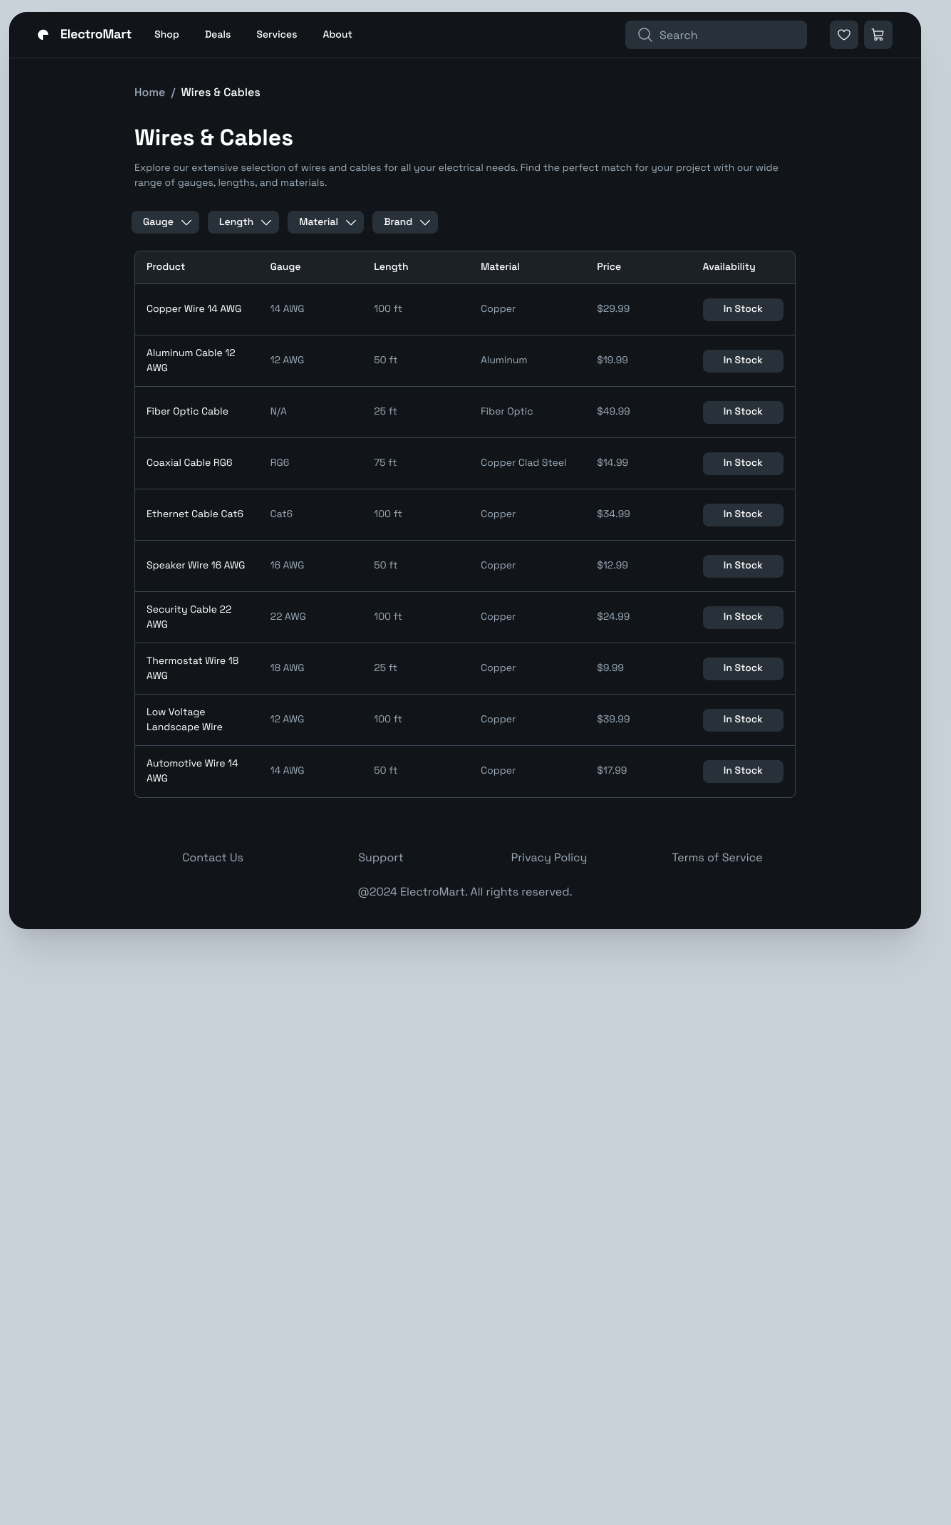 ElectroMart Shop Deals Services About Search
Home / Wires & Cables
Wires & Cables
Explore our extensive selection of wires and cables for all your electrical needs. Find the perfect match for your project with our wide
range of gauges, lengths, and materials.
Gauge Length Material Brand
Product Gauge Length Material Price Availability
Copper Wire 14 AWG 14 AWG 100 ft Copper $29.99 In Stock
Aluminum Cable 12
AWG 12 AWG 50 ft Aluminum $19.99 In Stock
Fiber Optic Cable N/A 25 ft Fiber Optic $49.99 In Stock
Coaxial Cable RG6 RG6 75 ft Copper Clad Steel $14.99 In Stock
Ethernet Cable Cat6 Cat6 100 ft Copper $34.99 In Stock
Speaker Wire 16 AWG 16 AWG 50 ft Copper $12.99 In Stock
Security Cable 22
AWG 22 AWG 100 ft Copper $24.99 In Stock
Thermostat Wire 18
AWG 18 AWG 25 ft Copper $9.99 In Stock
Low Voltage
Landscape Wire 12 AWG 100 ft Copper $39.99 In Stock
Automotive Wire 14
AWG 14 AWG 50 ft Copper $17.99 In Stock
Contact Us Support Privacy Policy Terms of Service
@2024 ElectroMart. All rights reserved.